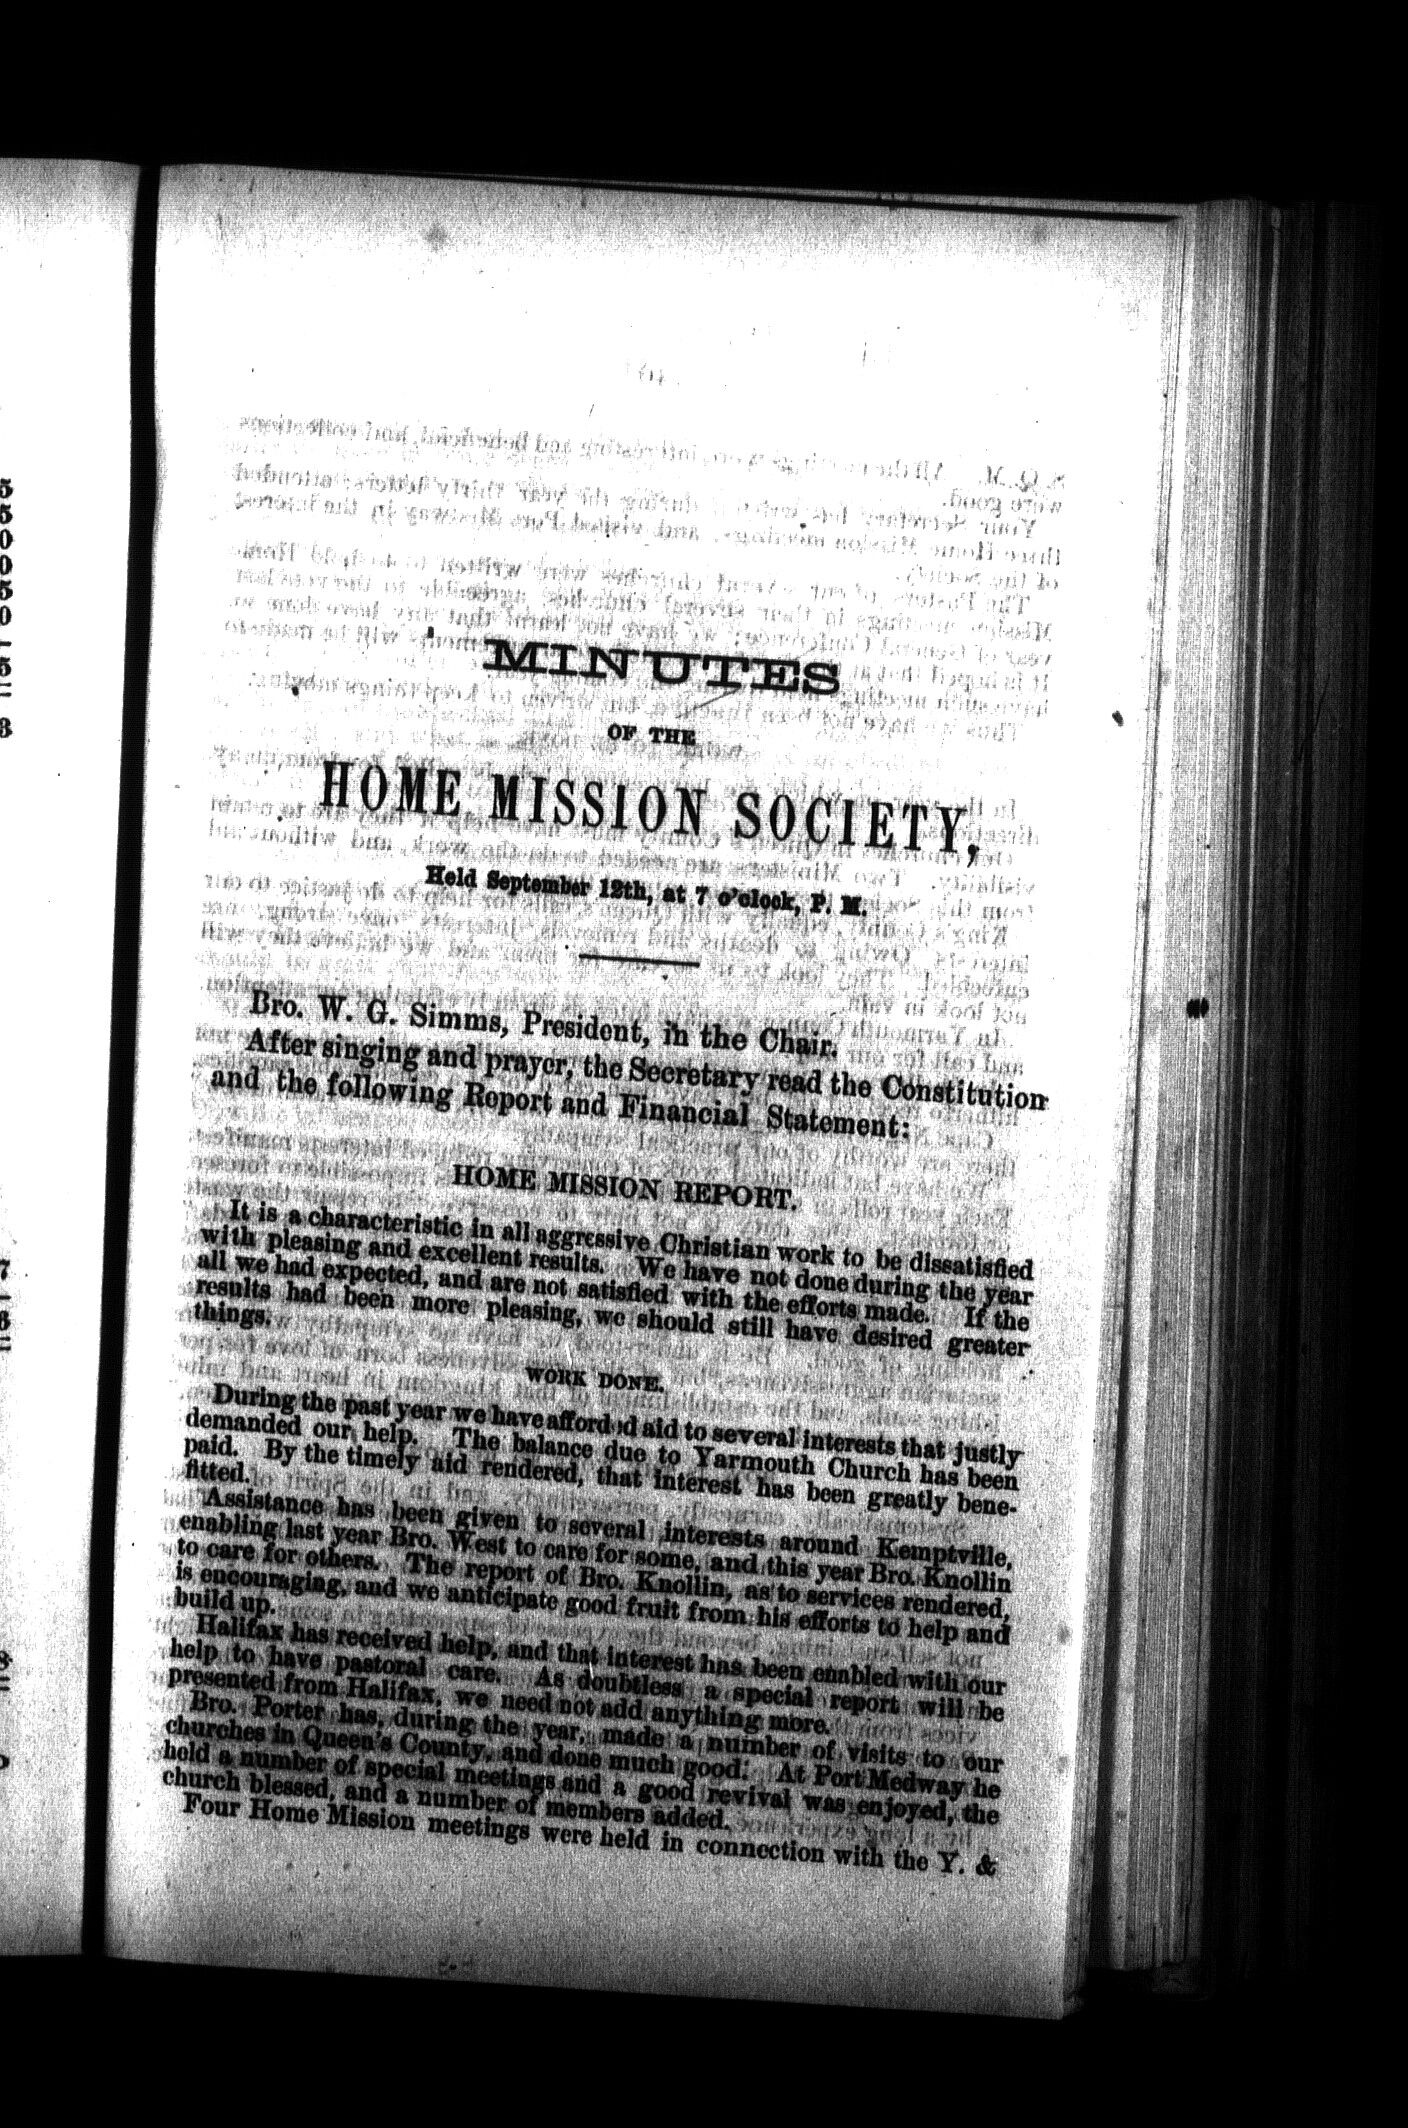 MINUTES
OF THE
HOME MISSION SOCIETY,
Held September 12th, at 7 o'clock, P. M.
Bro. W. G. Simms, President, in the Chair.
After singing and prayer, the Secretary read the Constitution
and the following Report and Financial Statement:
HOME MISSION REPORT.
It is a characteristic in all aggressive Christian work to be dissatisfied
with pleasing and excellent results. We have not done during the year
all we had expected, and are not satisfied with the efforts made. If the
results had been more pleasing, we should still have desired greater
things.
WORK DONE.
During the past year we have afforded aid to several interests that justly
demanded our help. The balance due to Yarmouth Church has been
paid. By the timely aid rendered, that interest has been greatly bene-
fitted.
Assistance has been given to several interests around Kemptville,
enabling last year Bro. West to care for some, and this year Bro. Knollin
to care for others. The report of Bro. Knollin, as to services rendered,
is encouraging, and we anticipate good fruit from his efforts to help and
build up.
Halifax has received help, and that interest has been enabled with our
help to have pastoral care. As doubtless a special report will be
presented from Halifax, we need not add anything more.
Bro. Porter has, during the year, made a number of visits to our
churches in Queen's County, and done much good. At Port Medway he
held a number of special meetings and a good revival was enjoyed, the
church blessed, and a number of members added.
Four Home Mission meetings were held in connection with the Y. &